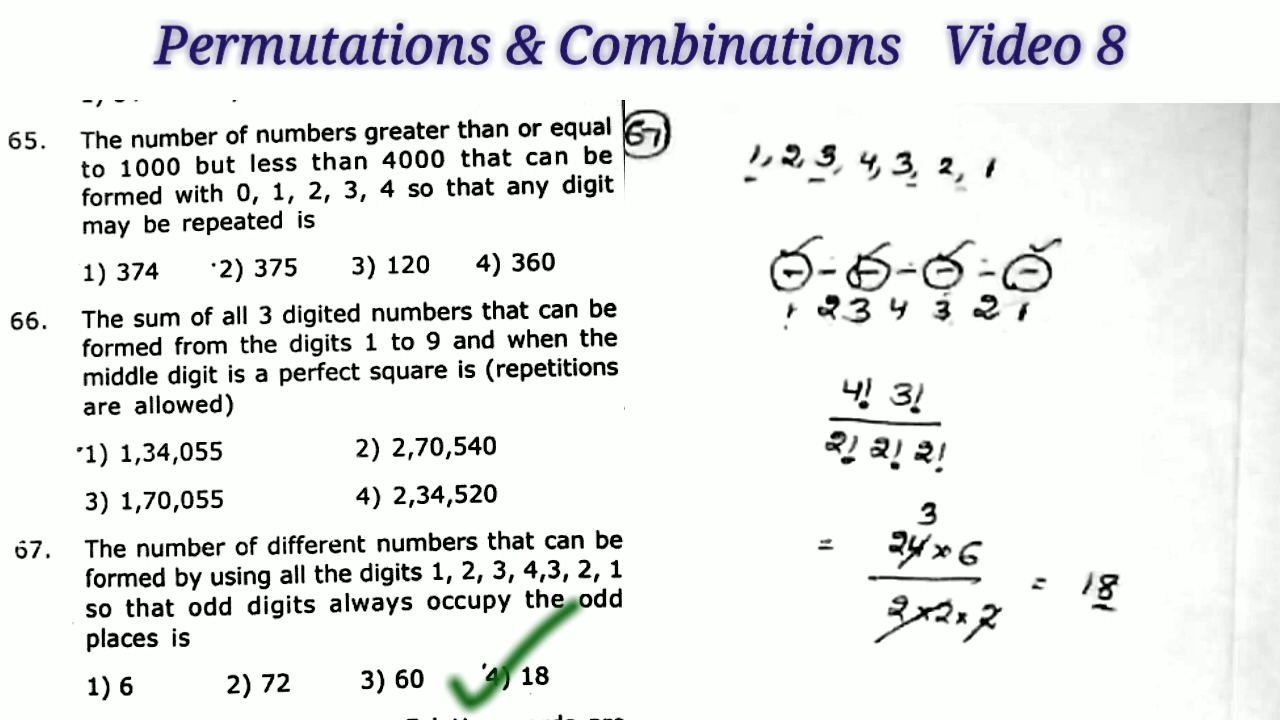 Permutations & Combinations Video 8
65. The number of numbers greater than or equal
to 1000 but less than 4000 that can be
formed with 0, 1, 2, 3, 4 so that any digit
may be repeated is
1) 374 2) 375 3) 120 4) 360
66. The sum of all 3 digited numbers that can be
formed from the digits 1 to 9 and when the
middle digit is a perfect square is (repetitions
are allowed)
1) 1,34,055 2) 2,70,540
3) 1,70,055 4) 2,34,520
67. The number of different numbers that can be
formed by using all the digits 1, 2, 3, 4,3, 2, 1
so that odd digits always occupy the odd
places is
1) 6 2) 72 3) 60 4) 18
67
1, 2, 3, 4, 3, 2, 1
1 2 3 4 3 2 1
4! 3!
2! 2! 2!
3
= 24 × 6 = 18
2 × 2 × 2